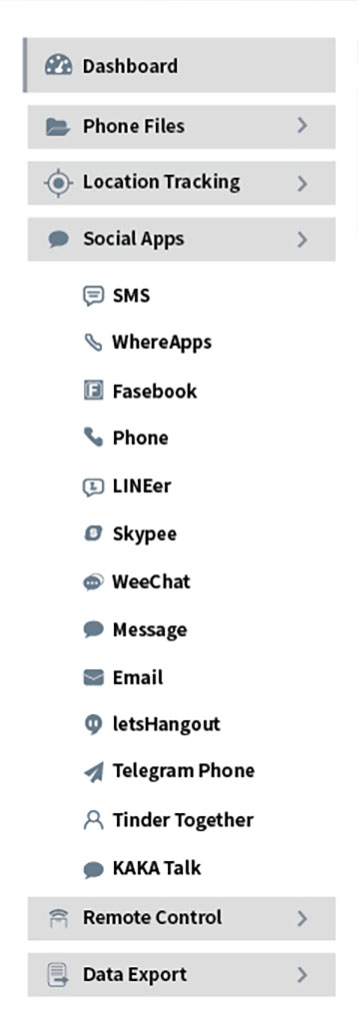 Dashboard
Phone Files
Location Tracking
Social Apps
SMS
WhereApps
Fasebook
Phone
LINEer
Skypee
WeeChat
Message
Email
letsHangout
Telegram Phone
Tinder Together
KAKA Talk
Remote Control
Data Export